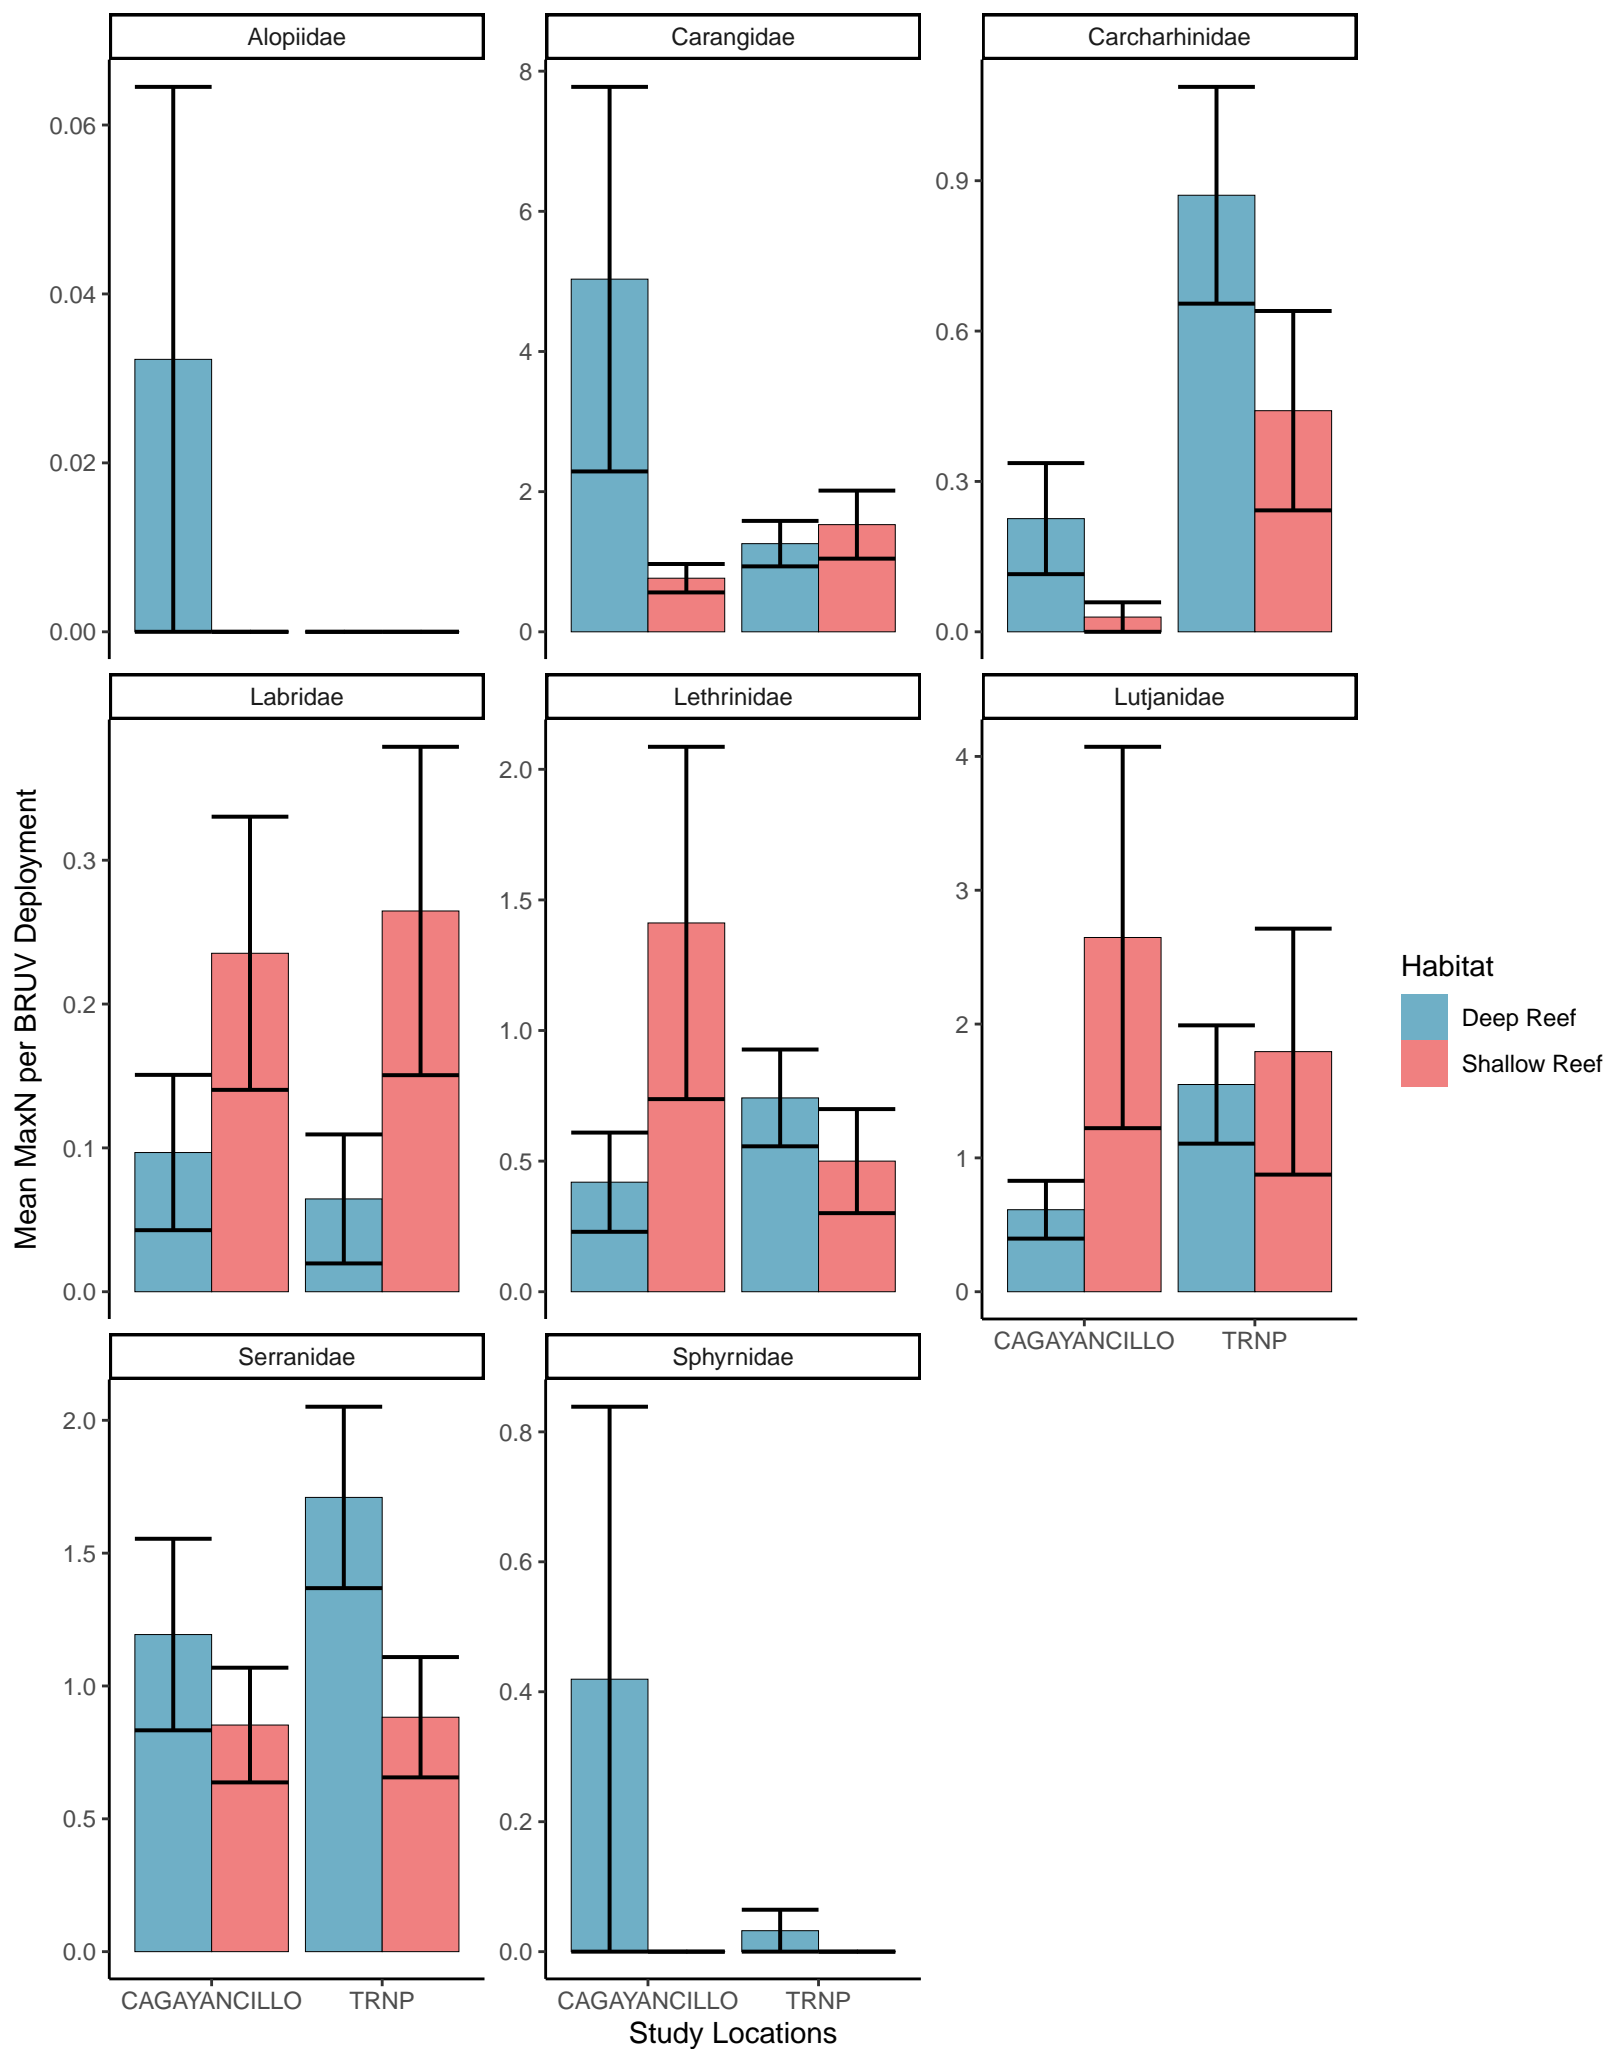 Alopiidae
Carangidae
Carcharhinidae
0.06
0.04
0.02
0.00
8
6
4
2
0
0.9
0.6
0.3
0.0
Labridae
Lethrinidae
Lutjanidae
Mean MaxN per BRUV Deployment
0.3
0.2
0.1
0.0
2.0
1.5
1.0
0.5
0.0
4
3
2
1
0
CAGAYANCILLO TRNP
Habitat
Deep Reef
Shallow Reef
Serranidae
Sphyrnidae
2.0
1.5
1.0
0.5
0.0
0.8
0.6
0.4
0.2
0.0
CAGAYANCILLO TRNP
CAGAYANCILLO TRNP
Study Locations